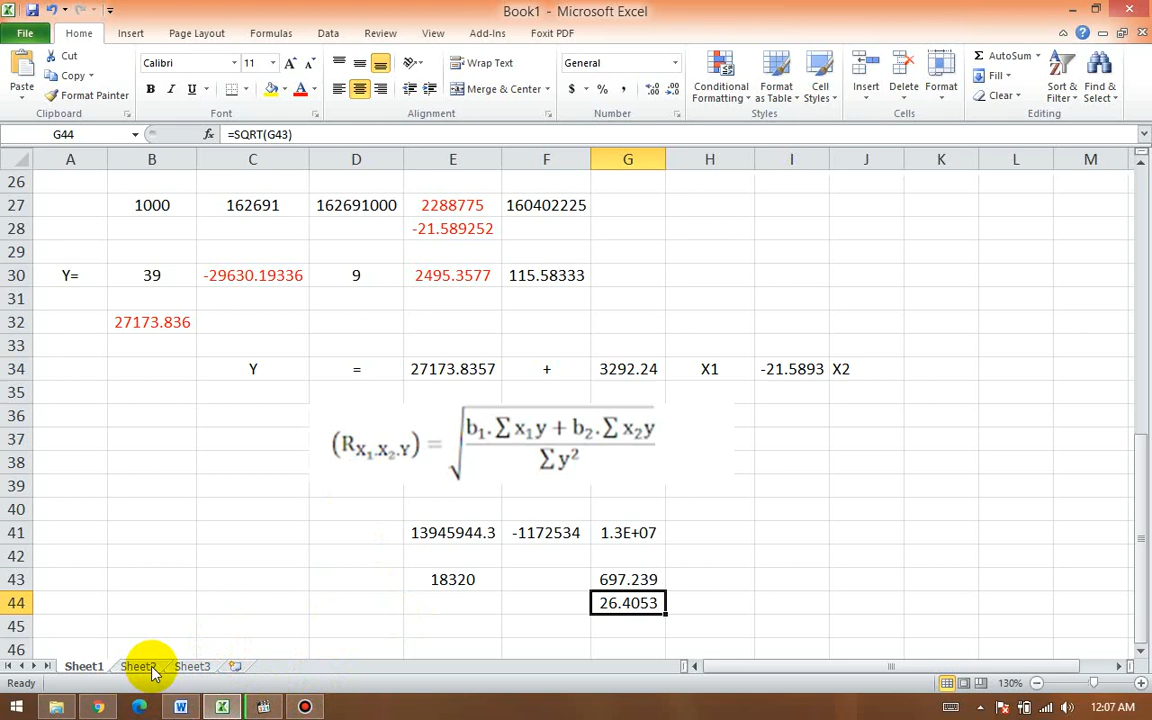 Book1 - Microsoft Excel
File Home Insert Page Layout Formulas Data Review View Add-Ins Foxit PDF
Paste
Cut
Copy
Format Painter
Clipboard
Calibri 11
B I U
Font
Wrap Text
Merge & Center
Alignment
General
$ % ,
Number
Conditional Formatting
Format as Table
Cell Styles
Styles
Insert Delete Format
Cells
AutoSum
Fill
Clear
Sort & Filter
Find & Select
Editing
G44 fx =SQRT(G43)
A B C D E F G H I J K L M
26
27 1000 162691 162691000 2288775 160402225
28 -21.589252
29
30 Y= 39 -29630.19336 9 2495.3577 115.58333
31
32 27173.836
33
34 Y = 27173.8357 + 3292.24 X1 -21.5893 X2
35
36
37 (R X₁.X₂.Y) = √ b₁.∑ x₁y + b₂.∑ x₂y / ∑ y²
38
39
40
41 13945944.3 -1172534 1.3E+07
42
43 18320 697.239
44 26.4053
45
46
Sheet1 Sheet2 Sheet3
Ready 130%
12:07 AM